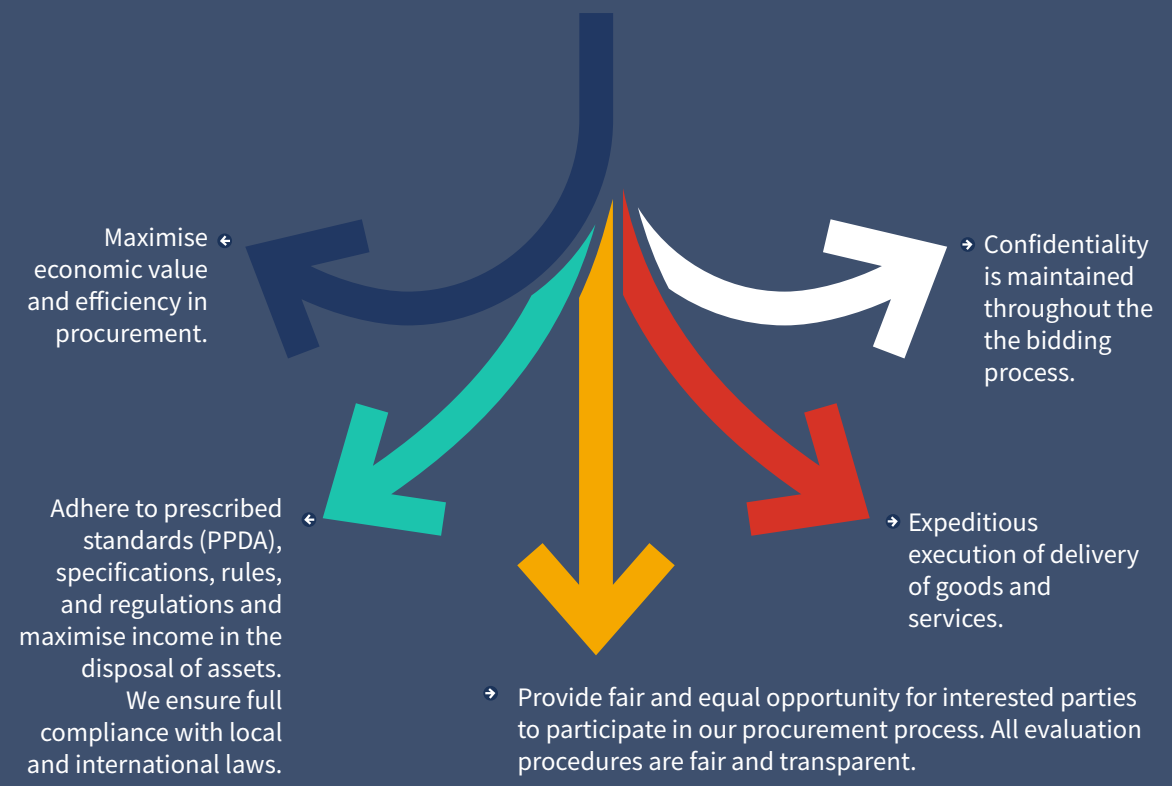 Maximise
economic value
and efficiency in
procurement.
Confidentiality
is maintained
throughout the
the bidding
process.
Adhere to prescribed
standards (PPDA),
specifications, rules,
and regulations and
maximise income in the
disposal of assets.
We ensure full
compliance with local
and international laws.
Expeditious
execution of delivery
of goods and
services.
Provide fair and equal opportunity for interested parties
to participate in our procurement process. All evaluation
procedures are fair and transparent.